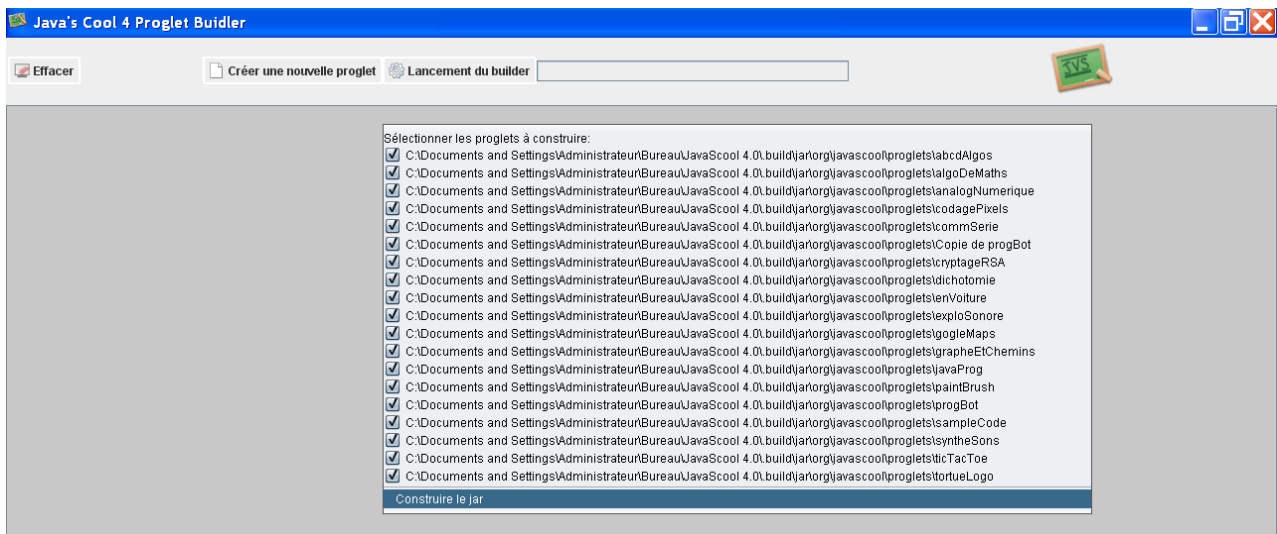 Java's Cool 4 Proglet Buidler
Effacer Créer une nouvelle proglet Lancement du builder
JVS
Sélectionner les proglets à construire:
C:\Documents and Settings\Administrateur\Bureau\JavaScool 4.0\.build\jar\org\javascool\proglets\abcdAlgos
C:\Documents and Settings\Administrateur\Bureau\JavaScool 4.0\.build\jar\org\javascool\proglets\algoDeMaths
C:\Documents and Settings\Administrateur\Bureau\JavaScool 4.0\.build\jar\org\javascool\proglets\analogNumerique
C:\Documents and Settings\Administrateur\Bureau\JavaScool 4.0\.build\jar\org\javascool\proglets\codagePixels
C:\Documents and Settings\Administrateur\Bureau\JavaScool 4.0\.build\jar\org\javascool\proglets\commSerie
C:\Documents and Settings\Administrateur\Bureau\JavaScool 4.0\.build\jar\org\javascool\proglets\Copie de progBot
C:\Documents and Settings\Administrateur\Bureau\JavaScool 4.0\.build\jar\org\javascool\proglets\cryptageRSA
C:\Documents and Settings\Administrateur\Bureau\JavaScool 4.0\.build\jar\org\javascool\proglets\dichotomie
C:\Documents and Settings\Administrateur\Bureau\JavaScool 4.0\.build\jar\org\javascool\proglets\enVoiture
C:\Documents and Settings\Administrateur\Bureau\JavaScool 4.0\.build\jar\org\javascool\proglets\exploSonore
C:\Documents and Settings\Administrateur\Bureau\JavaScool 4.0\.build\jar\org\javascool\proglets\gogleMaps
C:\Documents and Settings\Administrateur\Bureau\JavaScool 4.0\.build\jar\org\javascool\proglets\grapheEtChemins
C:\Documents and Settings\Administrateur\Bureau\JavaScool 4.0\.build\jar\org\javascool\proglets\javaProg
C:\Documents and Settings\Administrateur\Bureau\JavaScool 4.0\.build\jar\org\javascool\proglets\paintBrush
C:\Documents and Settings\Administrateur\Bureau\JavaScool 4.0\.build\jar\org\javascool\proglets\progBot
C:\Documents and Settings\Administrateur\Bureau\JavaScool 4.0\.build\jar\org\javascool\proglets\sampleCode
C:\Documents and Settings\Administrateur\Bureau\JavaScool 4.0\.build\jar\org\javascool\proglets\syntheSons
C:\Documents and Settings\Administrateur\Bureau\JavaScool 4.0\.build\jar\org\javascool\proglets\ticTacToe
C:\Documents and Settings\Administrateur\Bureau\JavaScool 4.0\.build\jar\org\javascool\proglets\tortueLogo
Construire le jar